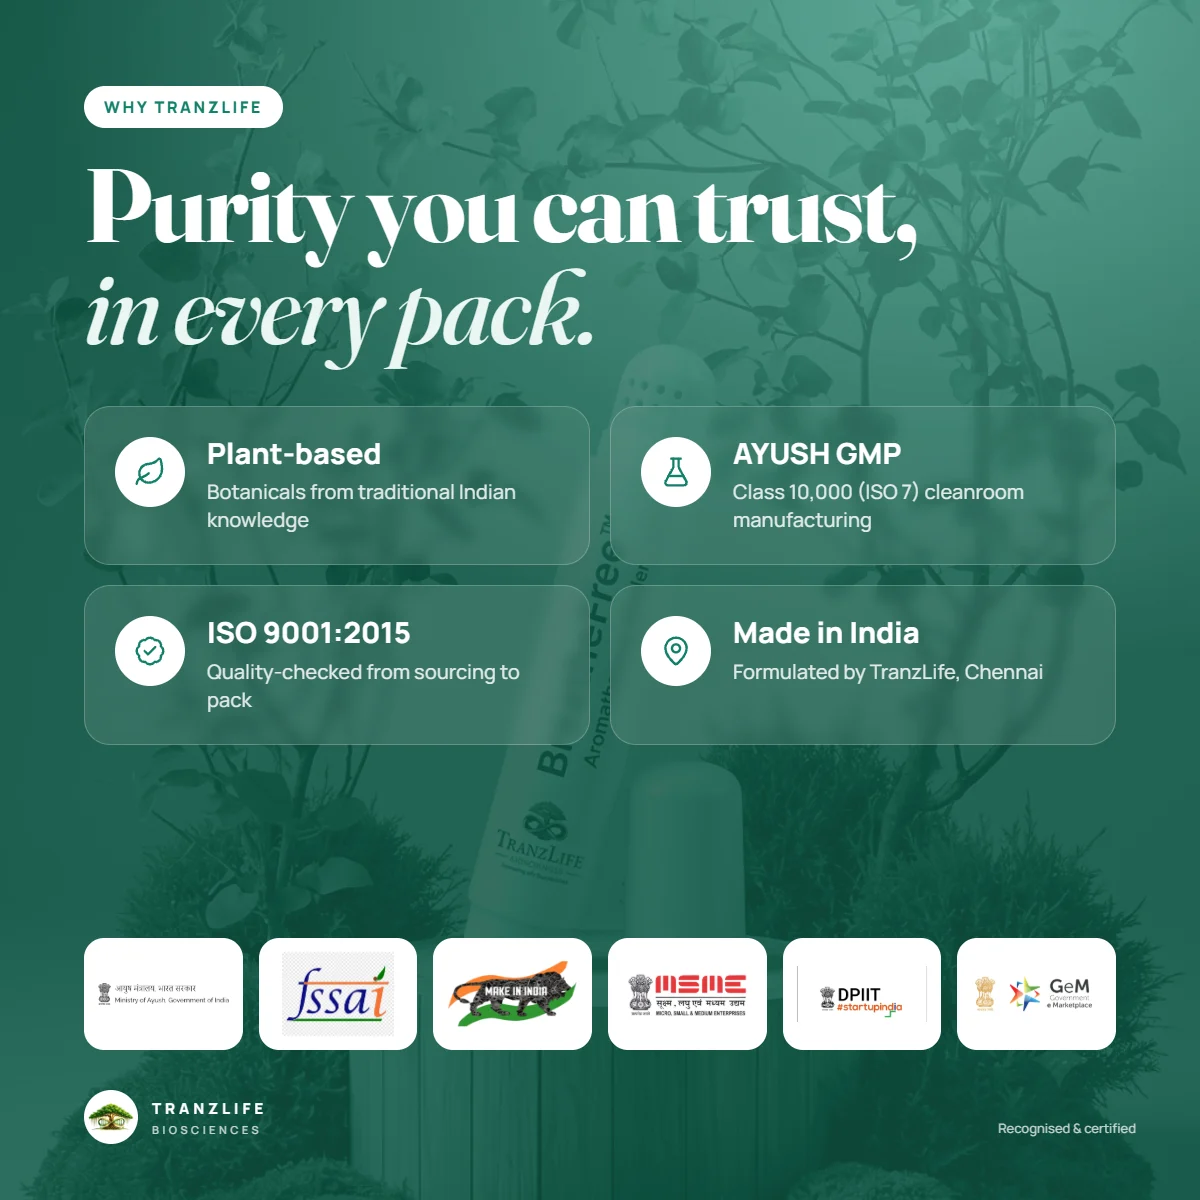 WHY TRANZLIFE
Purity you can trust,
in every pack.
Plant-based
Botanicals from traditional Indian
knowledge
AYUSH GMP
Class 10,000 (ISO 7) cleanroom
manufacturing
ISO 9001:2015
Quality-checked from sourcing to
pack
Made in India
Formulated by TranzLife, Chennai
TRANZLIFE
आयुष मंत्रालय, भारत सरकार
Ministry of Ayush, Government of India
fssai
MAKE IN INDIA
MSME
सूक्ष्म, लघु एवं मध्यम उद्यम
MICRO, SMALL & MEDIUM ENTERPRISES
DPIIT
#startupindia
GeM
Government
e Marketplace
TRANZLIFE
BIOSCIENCES
Recognised & certified